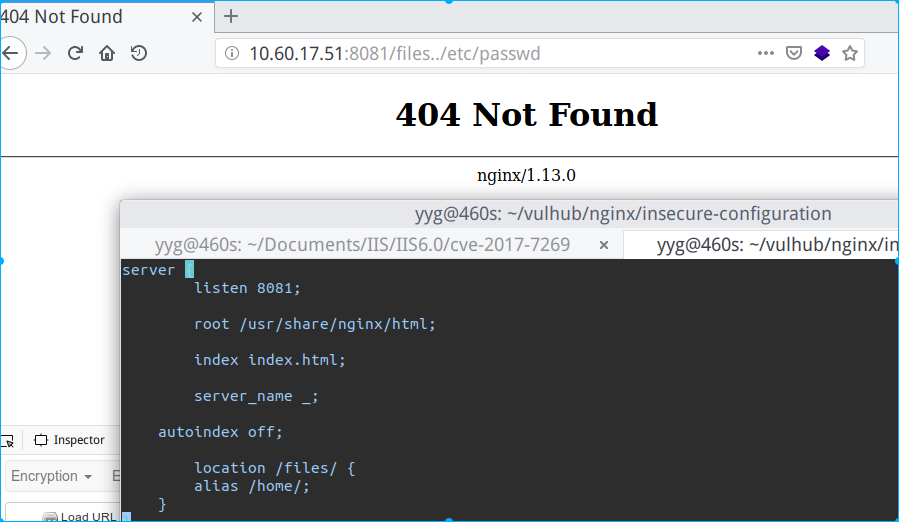 404 Not Found
10.60.17.51:8081/files../etc/passwd
404 Not Found
nginx/1.13.0
yyg@460s: ~/vulhub/nginx/insecure-configuration
yyg@460s: ~/Documents/IIS/IIS6.0/cve-2017-7269
yyg@460s: ~/vulhub/nginx/in
server {
listen 8081;
root /usr/share/nginx/html;
index index.html;
server_name _;
autoindex off;
location /files/ {
alias /home/;
}
Inspector
Encryption
E
Load URL